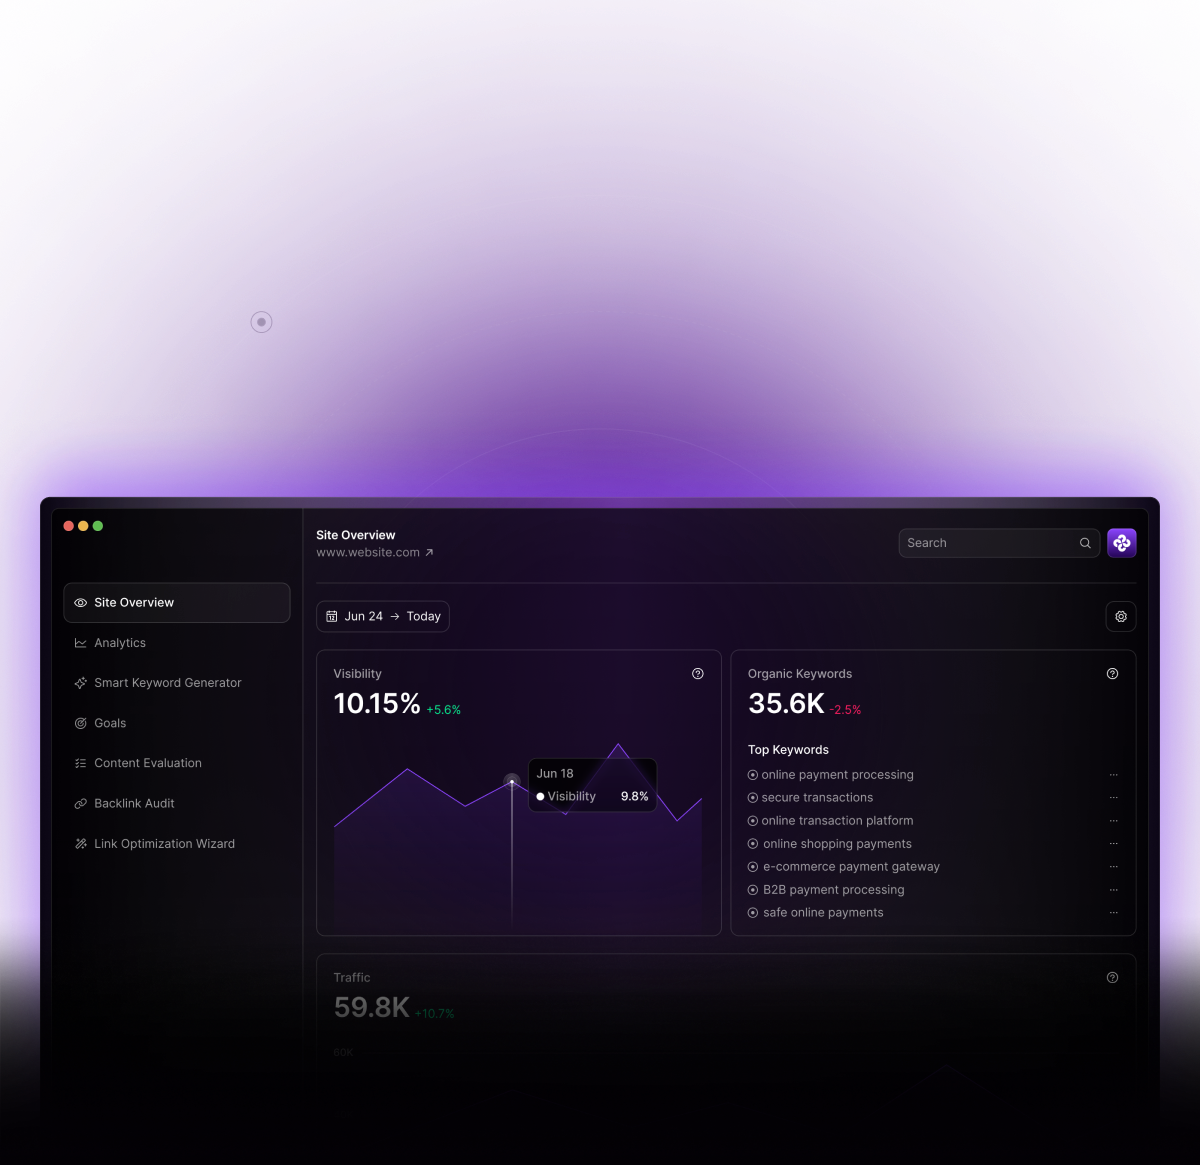 Site Overview
www.website.com
Search
Site Overview
Analytics
Smart Keyword Generator
Goals
Content Evaluation
Backlink Audit
Link Optimization Wizard
12
Jun 24 → Today
Visibility
10.15% +5.6%
Jun 18
Visibility 9.8%
Organic Keywords
35.6K -2.5%
Top Keywords
online payment processing
secure transactions
online transaction platform
online shopping payments
e-commerce payment gateway
B2B payment processing
safe online payments
Traffic
59.8K +10.7%
80K